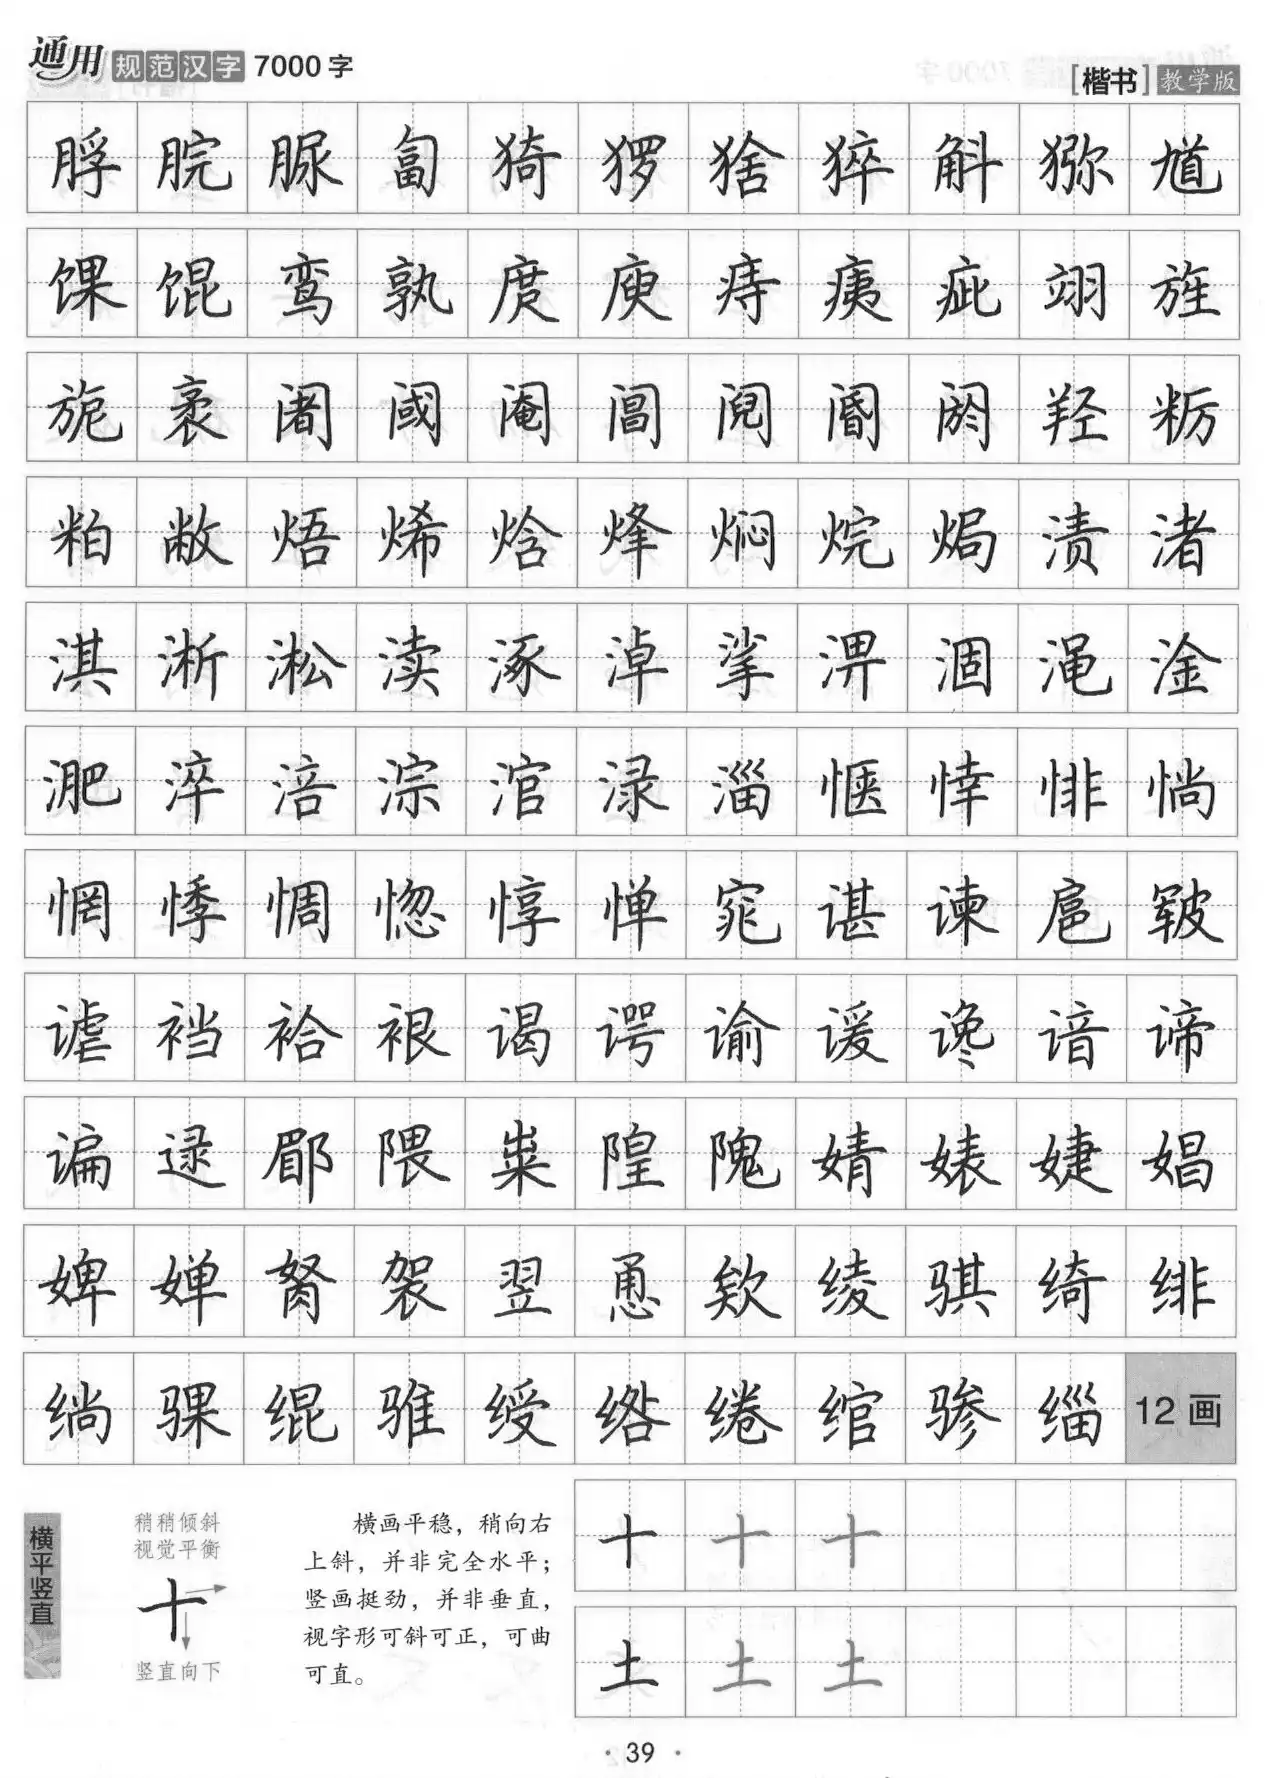 通用规范汉字 7000 字
[楷书] 教学版
脬 脘 脲 匐 猗 猡 猞 猝 斛 猕 馗
馃 馄 鸾 孰 庹 庾 痔 痍 疵 翊 旌
旎 袤 阇 阈 阉 阊 阋 阍 阏 羟 粝
粕 敝 焐 烯 焓 烽 焖 烷 焗 渍 渚
淇 淅 淞 渎 涿 淖 挲 淠 涸 渑 淦
淝 淬 涪 淙 涫 渌 淄 惬 悻 悱 惝
惘 悸 惆 惚 惇 惮 窕 谌 谏 扈 皲
谑 裆 袷 裉 谒 谔 谕 谖 谗 谙 谛
谝 逯 郿 隈 粜 隍 隗 婧 婊 婕 娼
婢 婵 胬 袈 翌 恿 欸 绫 骐 绮 绯
绱 骒 绲 骓 绶 绺 绻 绾 骖 缁 12 画
横平竖直
稍稍倾斜
视觉平衡
十
竖直向下
横画平稳，稍向右
上斜，并非完全水平；
竖画挺劲，并非垂直，
视字形可斜可正，可曲
可直。
十 十 十
土 土 土
· 39 ·